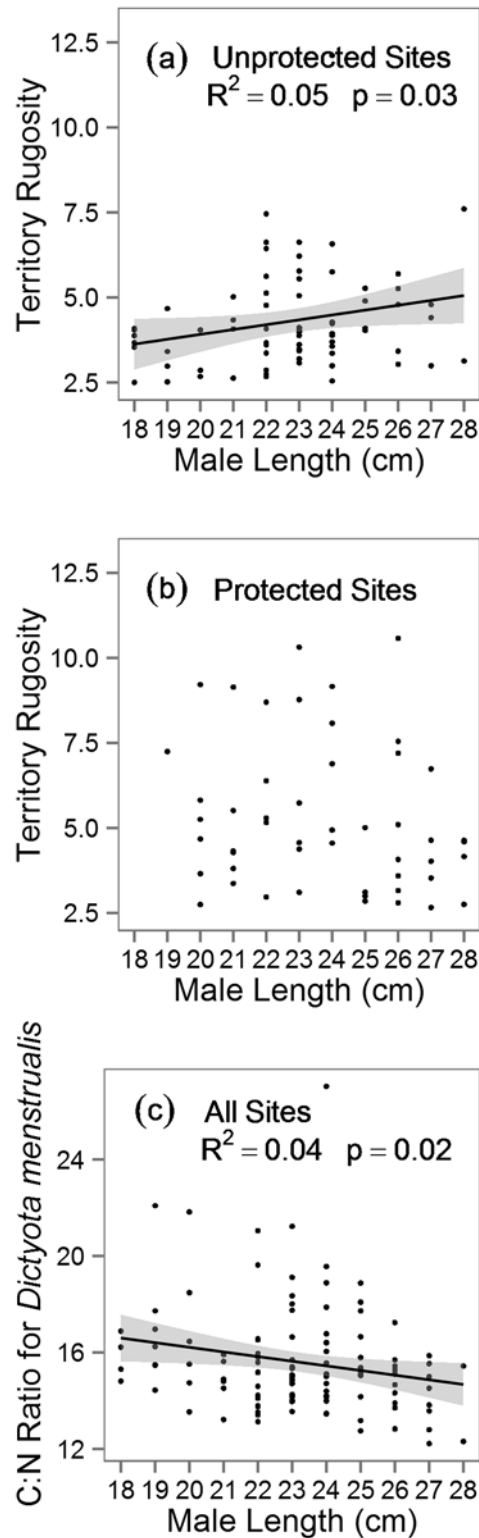 12.5
(a) Unprotected Sites
R² = 0.05 p = 0.03
10.0
7.5
5.0
2.5
Territory Rugosity
18 19 20 21 22 23 24 25 26 27 28
Male Length (cm)
12.5
(b) Protected Sites
10.0
7.5
5.0
2.5
Territory Rugosity
18 19 20 21 22 23 24 25 26 27 28
Male Length (cm)
(c) All Sites
R² = 0.04 p = 0.02
24
20
16
12
C:N Ratio for Dictyota menstrualis
18 19 20 21 22 23 24 25 26 27 28
Male Length (cm)